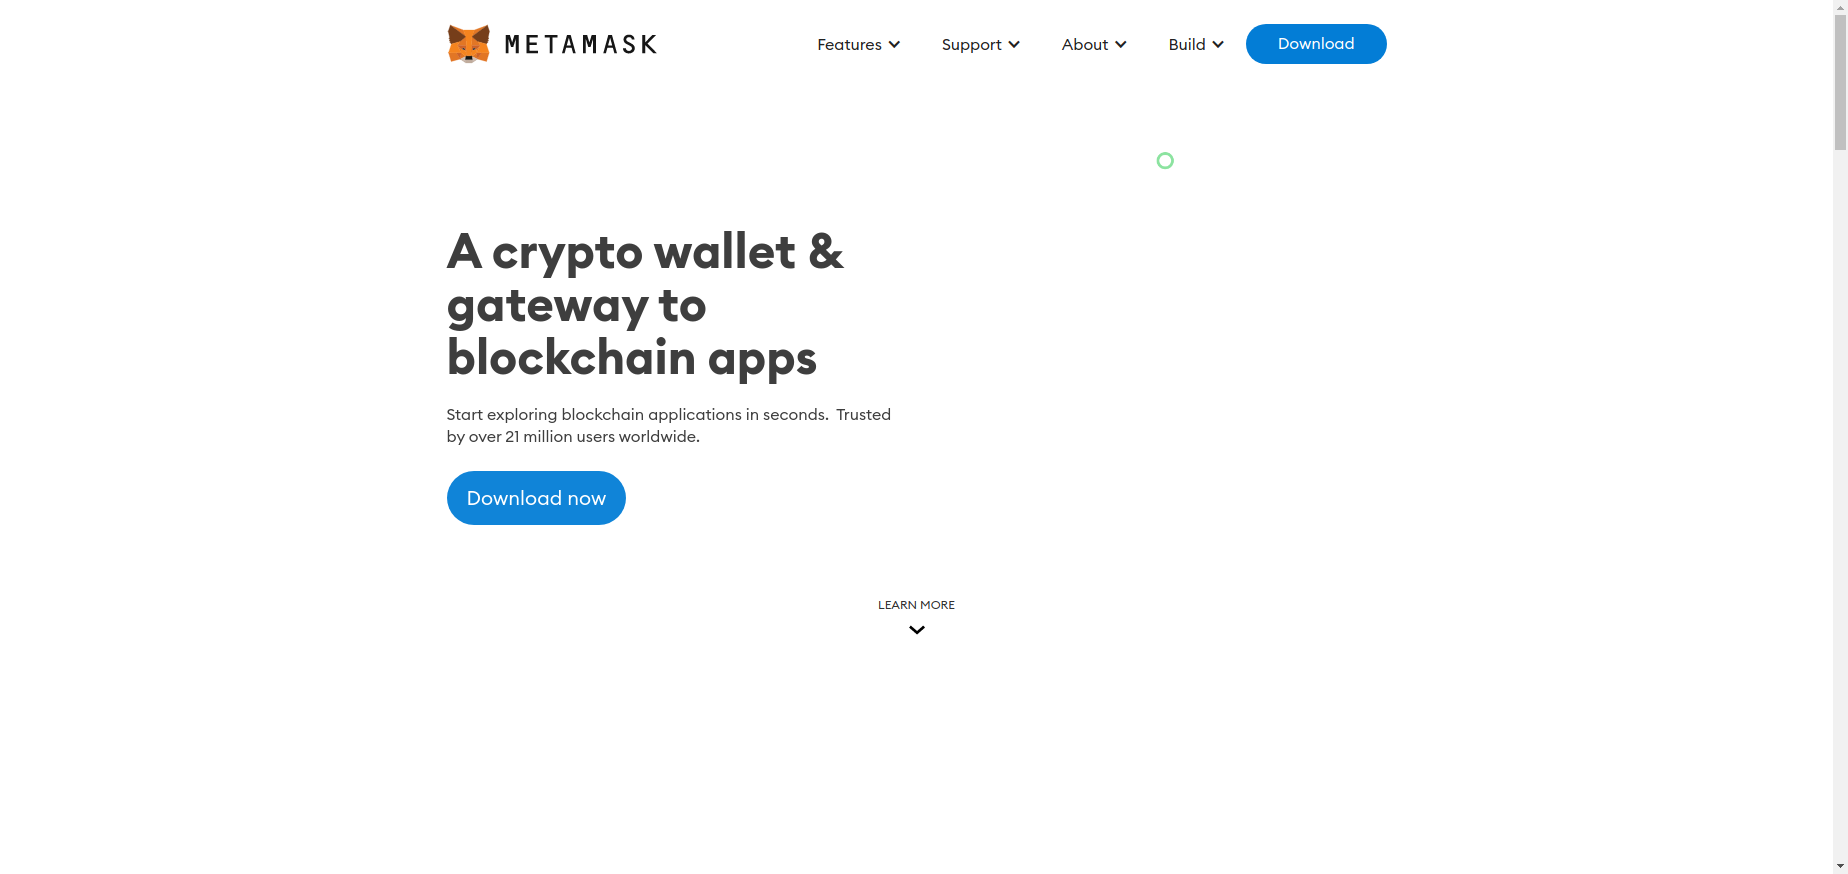 METAMASK
Features
Support
About
Build
Download
A crypto wallet &
gateway to
blockchain apps
Start exploring blockchain applications in seconds.  Trusted
by over 21 million users worldwide.
Download now
LEARN MORE